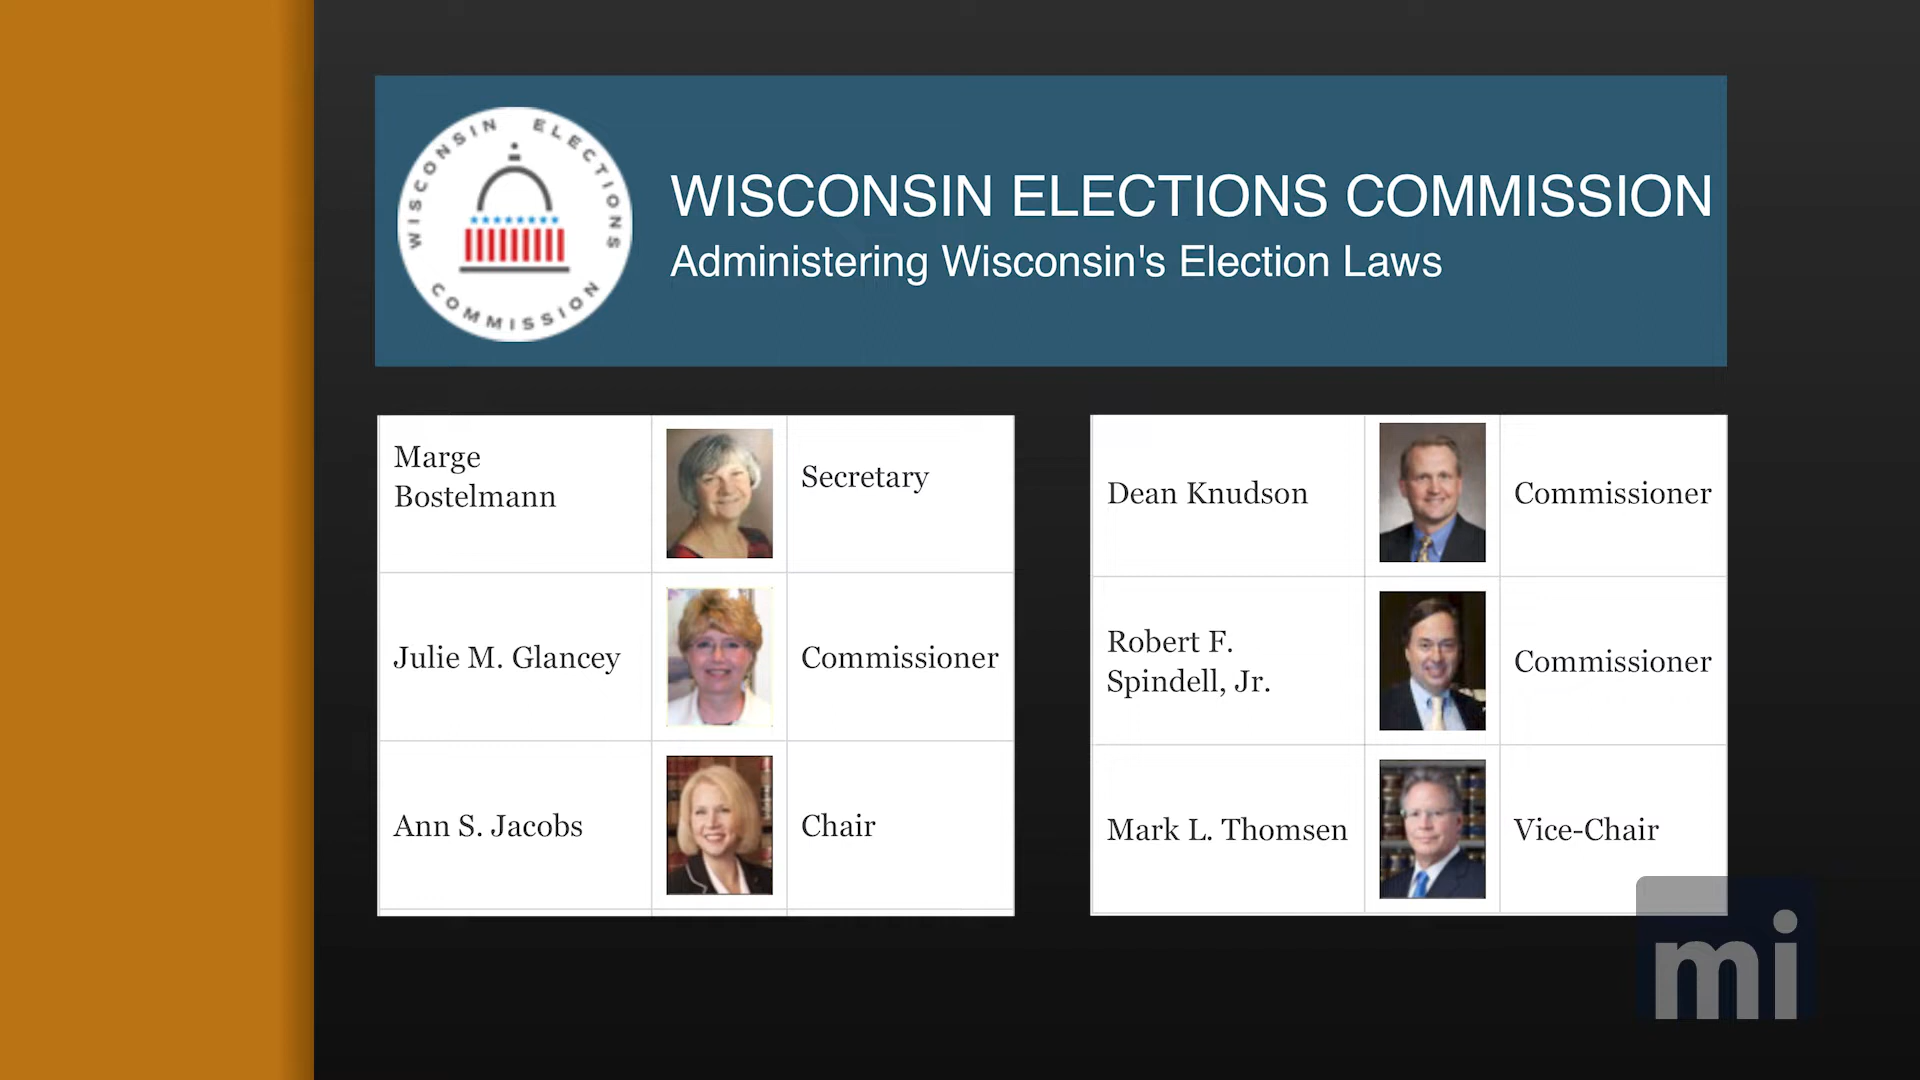 WISCONSIN ELECTIONS COMMISSION
WISCONSIN ELECTIONS COMMISSION
Administering Wisconsin's Election Laws
Marge
Bostelmann
Secretary
Julie M. Glancey
Commissioner
Ann S. Jacobs
Chair
Dean Knudson
Commissioner
Robert F.
Spindell, Jr.
Commissioner
Mark L. Thomsen
Vice-Chair
mi